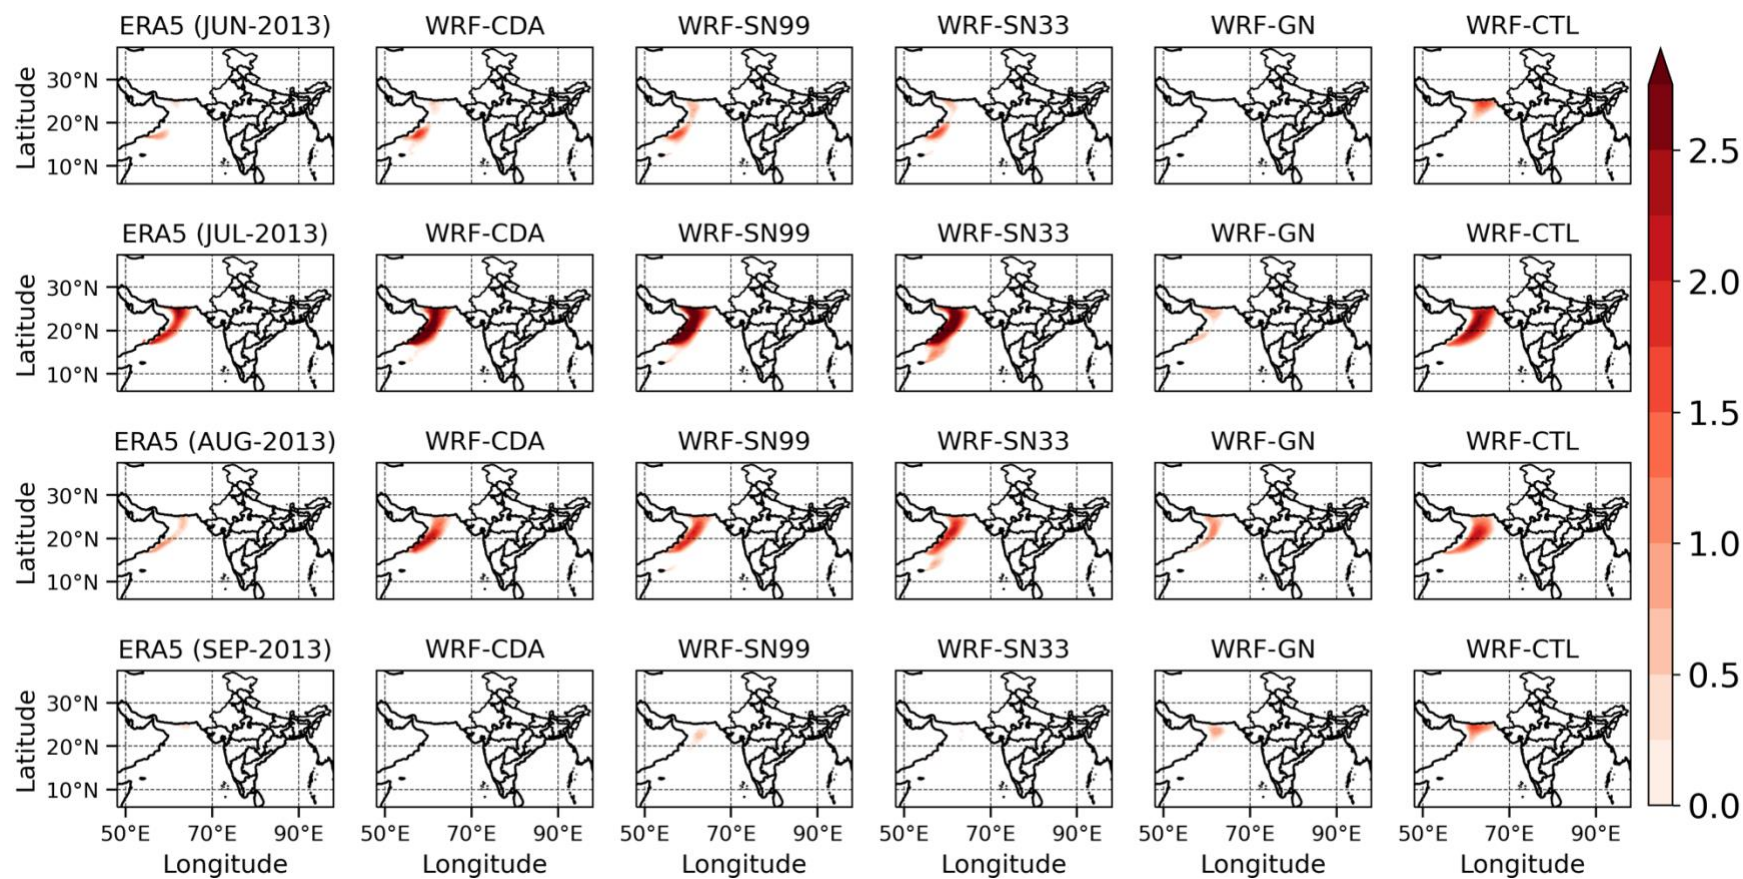 ERA5 (JUN-2013) WRF-CDA WRF-SN99 WRF-SN33 WRF-GN WRF-CTL
Latitude
30°N
20°N
10°N
ERA5 (JUL-2013) WRF-CDA WRF-SN99 WRF-SN33 WRF-GN WRF-CTL
Latitude
30°N
20°N
10°N
ERA5 (AUG-2013) WRF-CDA WRF-SN99 WRF-SN33 WRF-GN WRF-CTL
Latitude
30°N
20°N
10°N
ERA5 (SEP-2013) WRF-CDA WRF-SN99 WRF-SN33 WRF-GN WRF-CTL
Latitude
30°N
20°N
10°N
50°E 70°E 90°E 50°E 70°E 90°E 50°E 70°E 90°E 50°E 70°E 90°E 50°E 70°E 90°E 50°E 70°E 90°E
Longitude Longitude Longitude Longitude Longitude Longitude
2.5
2.0
1.5
1.0
0.5
0.0